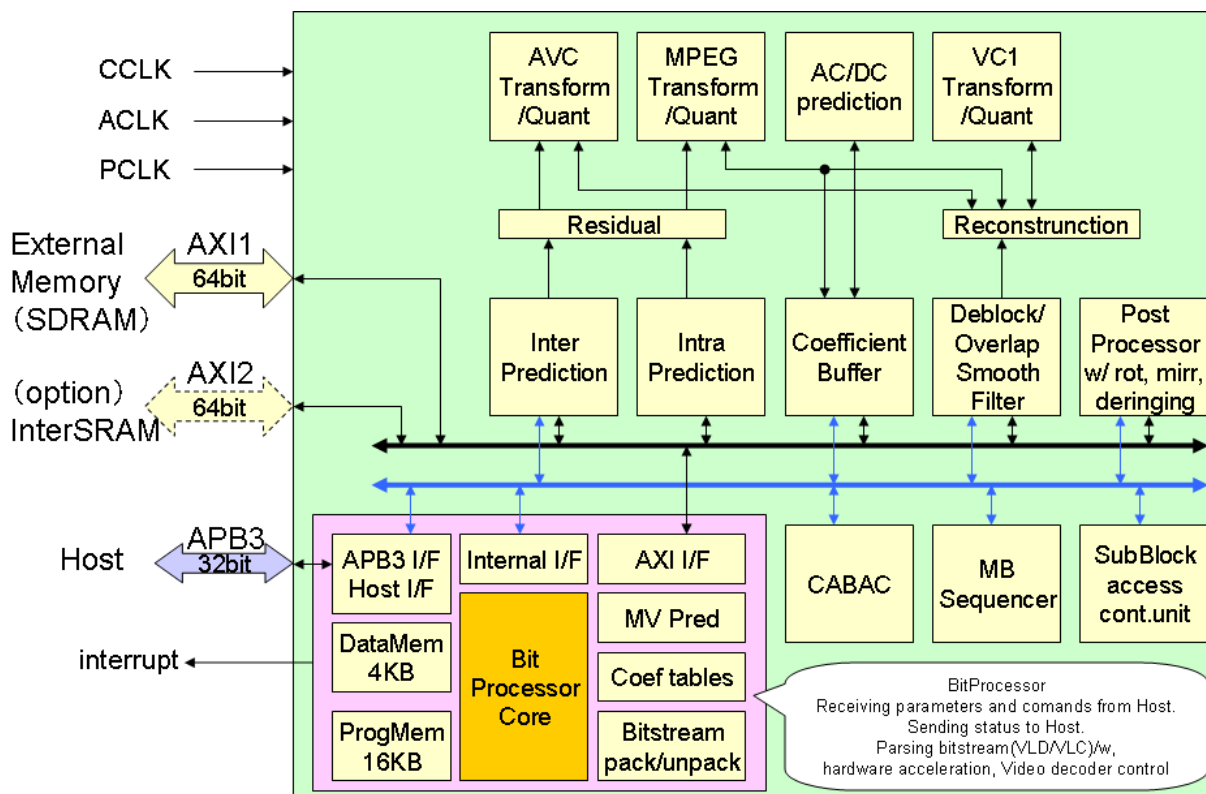 CCLK
ACLK
PCLK
External
Memory
（SDRAM）
AXI1
64bit
（option）
InterSRAM
AXI2
64bit
Host
APB3
32bit
interrupt
AVC
Transform
/Quant
MPEG
Transform
/Quant
AC/DC
prediction
VC1
Transform
/Quant
Residual
Reconstrunction
Inter
Prediction
Intra
Prediction
Coefficient
Buffer
Deblock/
Overlap
Smooth
Filter
Post
Processor
w/ rot, mirr,
deringing
APB3 I/F
Host I/F
Internal I/F
AXI I/F
DataMem
4KB
ProgMem
16KB
Bit
Processor
Core
MV Pred
Coef tables
Bitstream
pack/unpack
CABAC
MB
Sequencer
SubBlock
access
cont.unit
BitProcessor
Receiving parameters and comands from Host.
Sending status to Host.
Parsing bitstream(VLD/VLC)/w,
hardware acceleration, Video decoder control